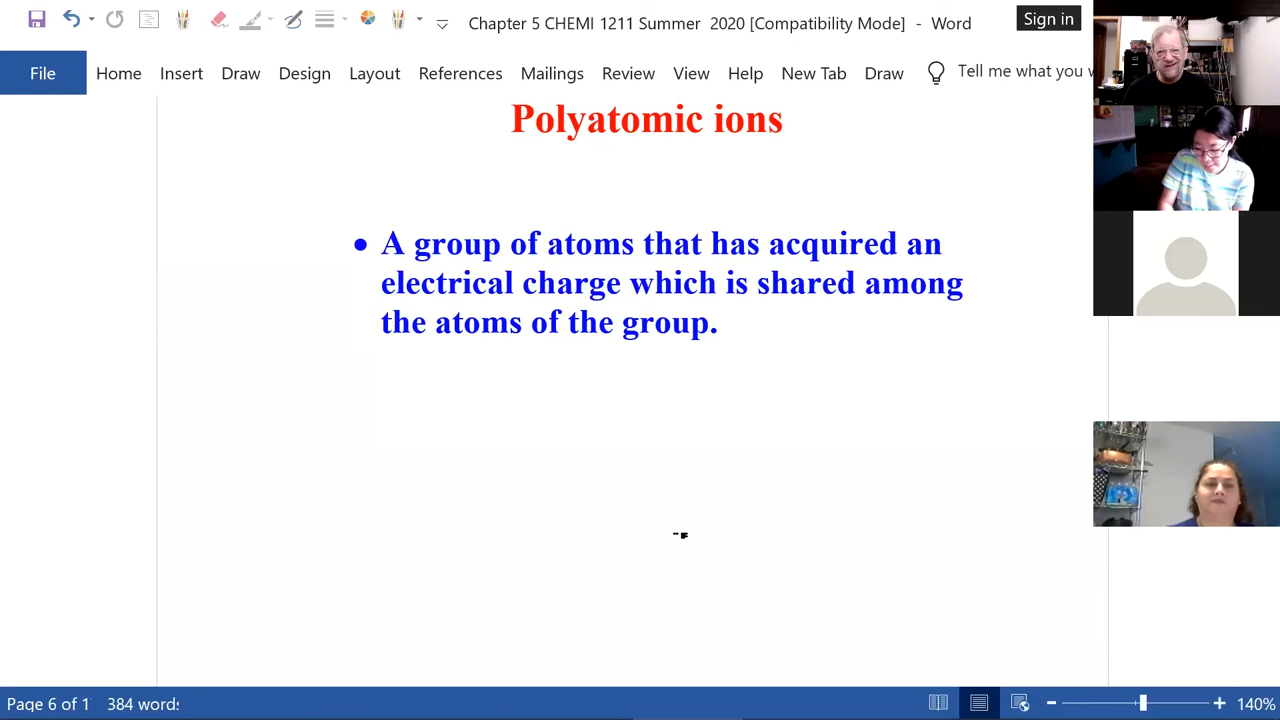 Chapter 5 CHEMI 1211 Summer 2020 [Compatibility Mode] - Word
Sign in
File Home Insert Draw Design Layout References Mailings Review View Help New Tab Draw Tell me what you
Polyatomic ions
• A group of atoms that has acquired an
electrical charge which is shared among
the atoms of the group.
Page 6 of 1 384 words 140%